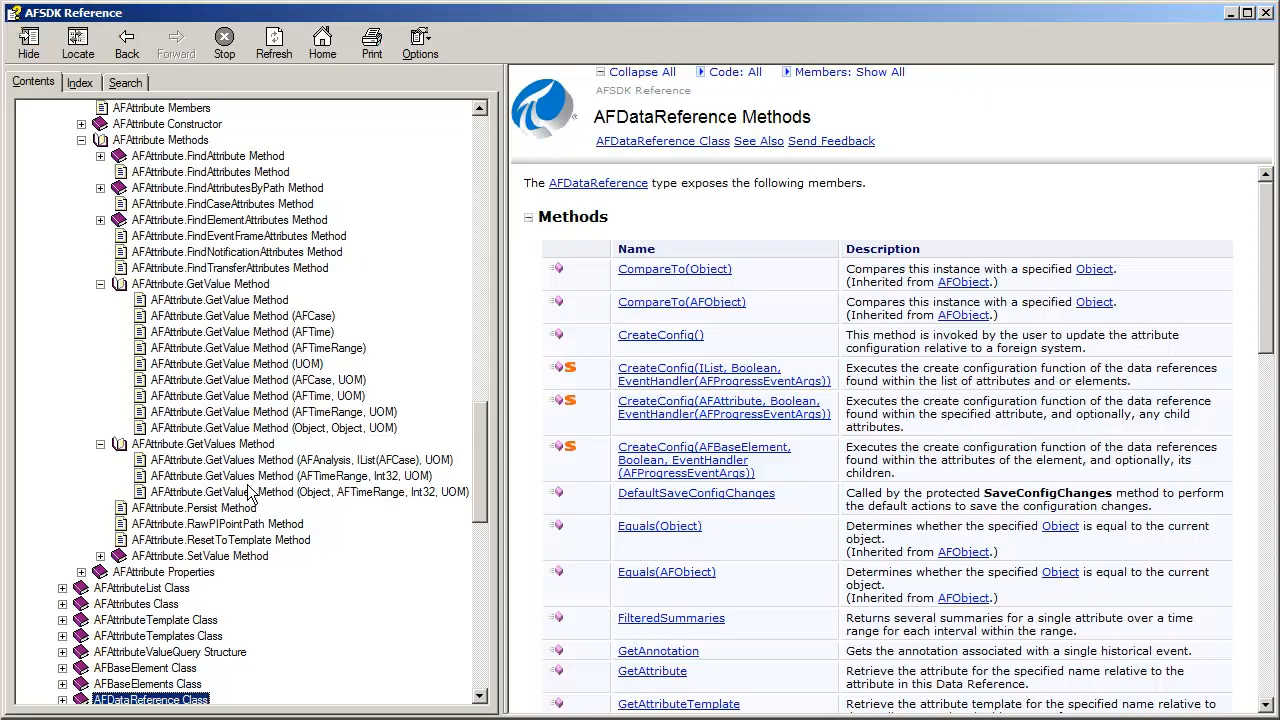 AFSDK Reference
Hide
Locate
Back
Forward
Stop
Refresh
Home
Print
Options
Contents
Index
Search
AFAttribute Members
AFAttribute Constructor
AFAttribute Methods
AFAttribute.FindAttribute Method
AFAttribute.FindAttributes Method
AFAttribute.FindAttributesByPath Method
AFAttribute.FindCaseAttributes Method
AFAttribute.FindElementAttributes Method
AFAttribute.FindEventFrameAttributes Method
AFAttribute.FindNotificationAttributes Method
AFAttribute.FindTransferAttributes Method
AFAttribute.GetValue Method
AFAttribute.GetValue Method
AFAttribute.GetValue Method (AFCase)
AFAttribute.GetValue Method (AFTime)
AFAttribute.GetValue Method (AFTimeRange)
AFAttribute.GetValue Method (UOM)
AFAttribute.GetValue Method (AFCase, UOM)
AFAttribute.GetValue Method (AFTime, UOM)
AFAttribute.GetValue Method (AFTimeRange, UOM)
AFAttribute.GetValue Method (Object, Object, UOM)
AFAttribute.GetValues Method
AFAttribute.GetValues Method (AFAnalysis, IList(AFCase), UOM)
AFAttribute.GetValues Method (AFTimeRange, Int32, UOM)
AFAttribute.GetValues Method (Object, AFTimeRange, Int32, UOM)
AFAttribute.Persist Method
AFAttribute.RawPIPointPath Method
AFAttribute.ResetToTemplate Method
AFAttribute.SetValue Method
AFAttribute Properties
AFAttributeList Class
AFAttributes Class
AFAttributeTemplate Class
AFAttributeTemplates Class
AFAttributeValueQuery Structure
AFBaseElement Class
AFBaseElements Class
AFDataReference Class
Collapse All Code: All Members: Show All
AFSDK Reference
AFDataReference Methods
AFDataReference Class See Also Send Feedback
The AFDataReference type exposes the following members.
Methods
Name Description
CompareTo(Object) Compares this instance with a specified Object.
(Inherited from AFObject.)
CompareTo(AFObject) Compares this instance with a specified Object.
(Inherited from AFObject.)
CreateConfig() This method is invoked by the user to update the attribute
configuration relative to a foreign system.
CreateConfig(IList, Boolean, Executes the create configuration function of the data references
EventHandler(AFProgressEventArgs)) found within the list of attributes and or elements.
CreateConfig(AFAttribute, Boolean, Executes the create configuration function of the data references
EventHandler(AFProgressEventArgs)) found within the specified attribute, and optionally, any child
attributes.
CreateConfig(AFBaseElement, Executes the create configuration function of the data references
Boolean, EventHandler found within the attributes of the element, and optionally, its
(AFProgressEventArgs)) children.
DefaultSaveConfigChanges Called by the protected SaveConfigChanges method to perform
the default actions to save the configuration changes.
Equals(Object) Determines whether the specified Object is equal to the current
object.
(Inherited from AFObject.)
Equals(AFObject) Determines whether the specified Object is equal to the current
object.
(Inherited from AFObject.)
FilteredSummaries Returns several summaries for a single attribute over a time
range for each interval within the range.
GetAnnotation Gets the annotation associated with a single historical event.
GetAttribute Retrieve the attribute for the specified name relative to the
attribute in this Data Reference.
GetAttributeTemplate Retrieve the attribute template for the specified name relative to